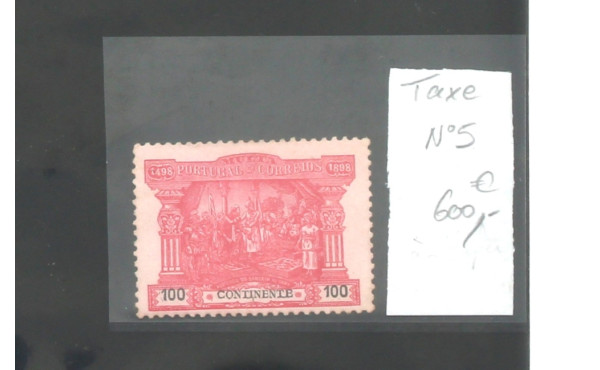 MULTA
1498 PORTUGAL-CORREIOS 1898
100 CONTINENTE 100
Taxe
N°5
€
600,-